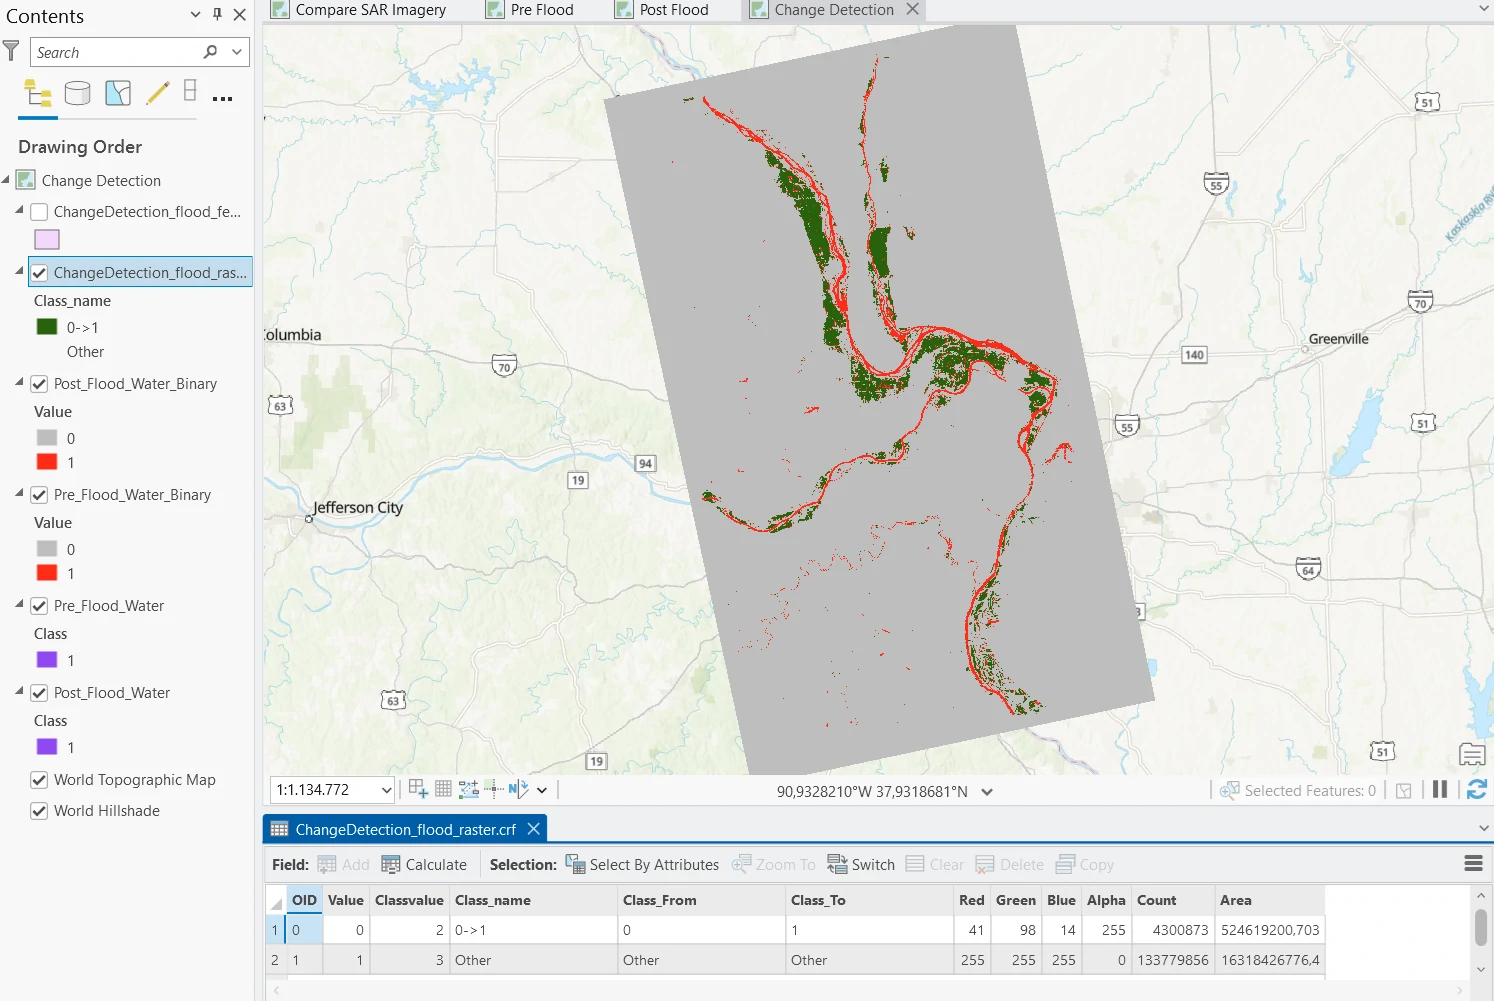 Contents
Compare SAR Imagery
Pre Flood
Post Flood
Change Detection
Search
Drawing Order
Change Detection
ChangeDetection_flood_fe...
ChangeDetection_flood_ras...
Class_name
0->1
Other
Post_Flood_Water_Binary
Value
0
1
Pre_Flood_Water_Binary
Value
0
1
Pre_Flood_Water
Class
1
Post_Flood_Water
Class
1
World Topographic Map
World Hillshade
51
55
Kaskaskia
70
Greenville
140
olumbia
70
63
55
51
94
19
Jefferson City
64
63
51
19
1:1.134.772
N
90,9328210°W 37,9318681°N
Selected Features: 0
ChangeDetection_flood_raster.crf
Field: Add Calculate Selection: Select By Attributes Zoom To Switch Clear Delete Copy
OID Value Classvalue Class_name Class_From Class_To Red Green Blue Alpha Count Area
1 0 0 2 0->1 0 1 41 98 14 255 4300873 524619200,703
2 1 1 3 Other Other Other 255 255 255 0 133779856 16318426776,4